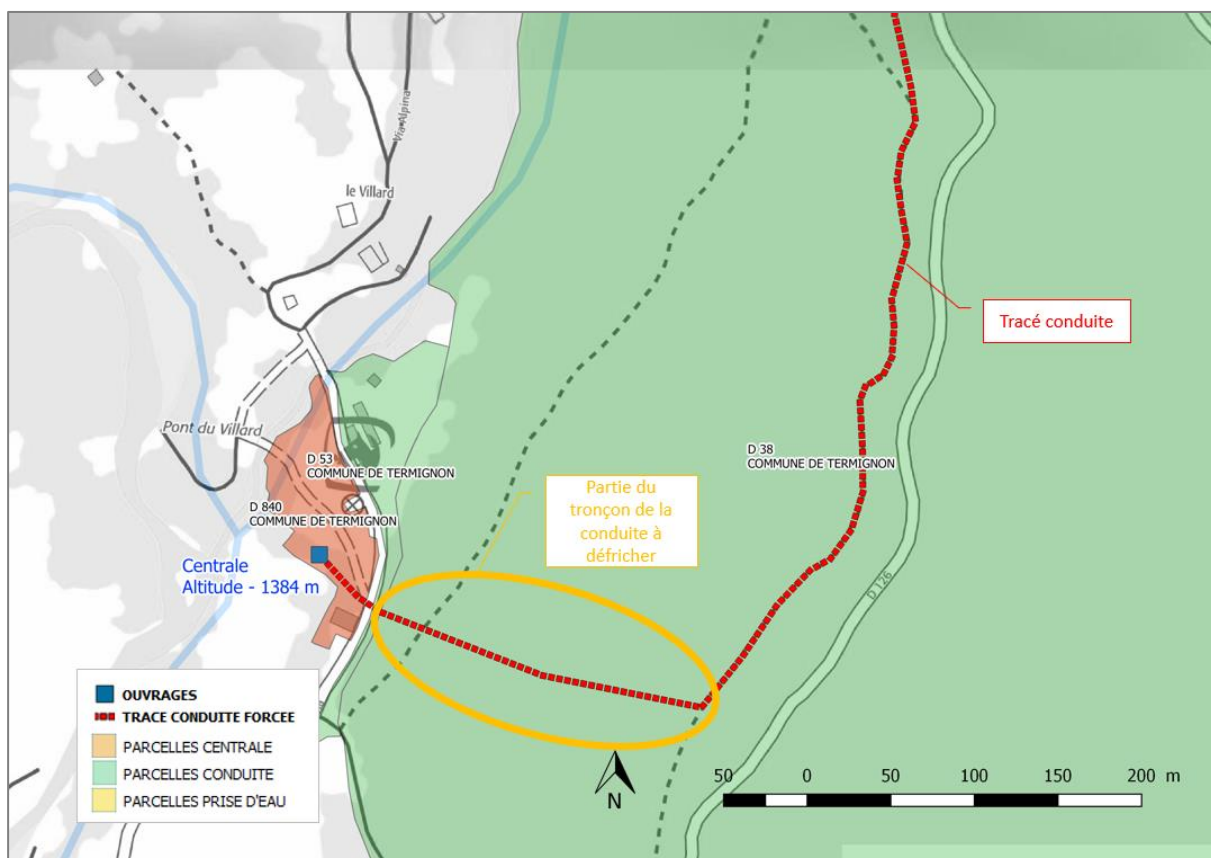 Via Alpina
le Villard
Tracé conduite
Pont du Villard
D 53
COMMUNE DE TERMIGNON
D 38
COMMUNE DE TERMIGNON
Partie du
tronçon de la
conduite à
défricher
D 840
COMMUNE DE TERMIGNON
Centrale
Altitude - 1384 m
D 126
OUVRAGES
TRACE CONDUITE FORCEE
PARCELLES CENTRALE
PARCELLES CONDUITE
PARCELLES PRISE D'EAU
N
50 0 50 100 150 200 m